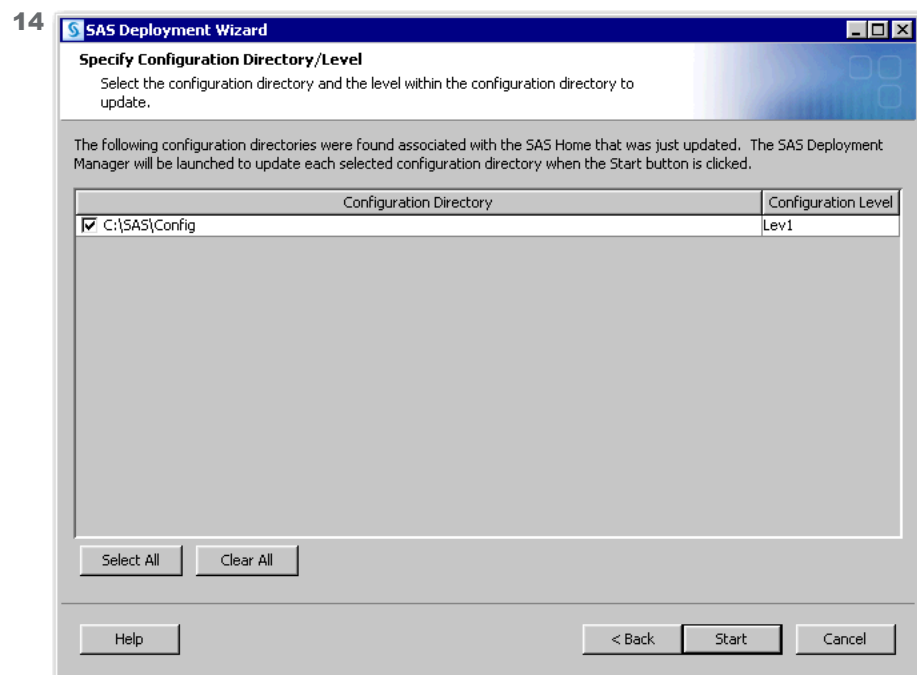 14
SAS Deployment Wizard
Specify Configuration Directory/Level
Select the configuration directory and the level within the configuration directory to
update.
The following configuration directories were found associated with the SAS Home that was just updated. The SAS Deployment
Manager will be launched to update each selected configuration directory when the Start button is clicked.
Configuration Directory Configuration Level
C:\SAS\Config Lev1
Select All Clear All
Help < Back Start Cancel